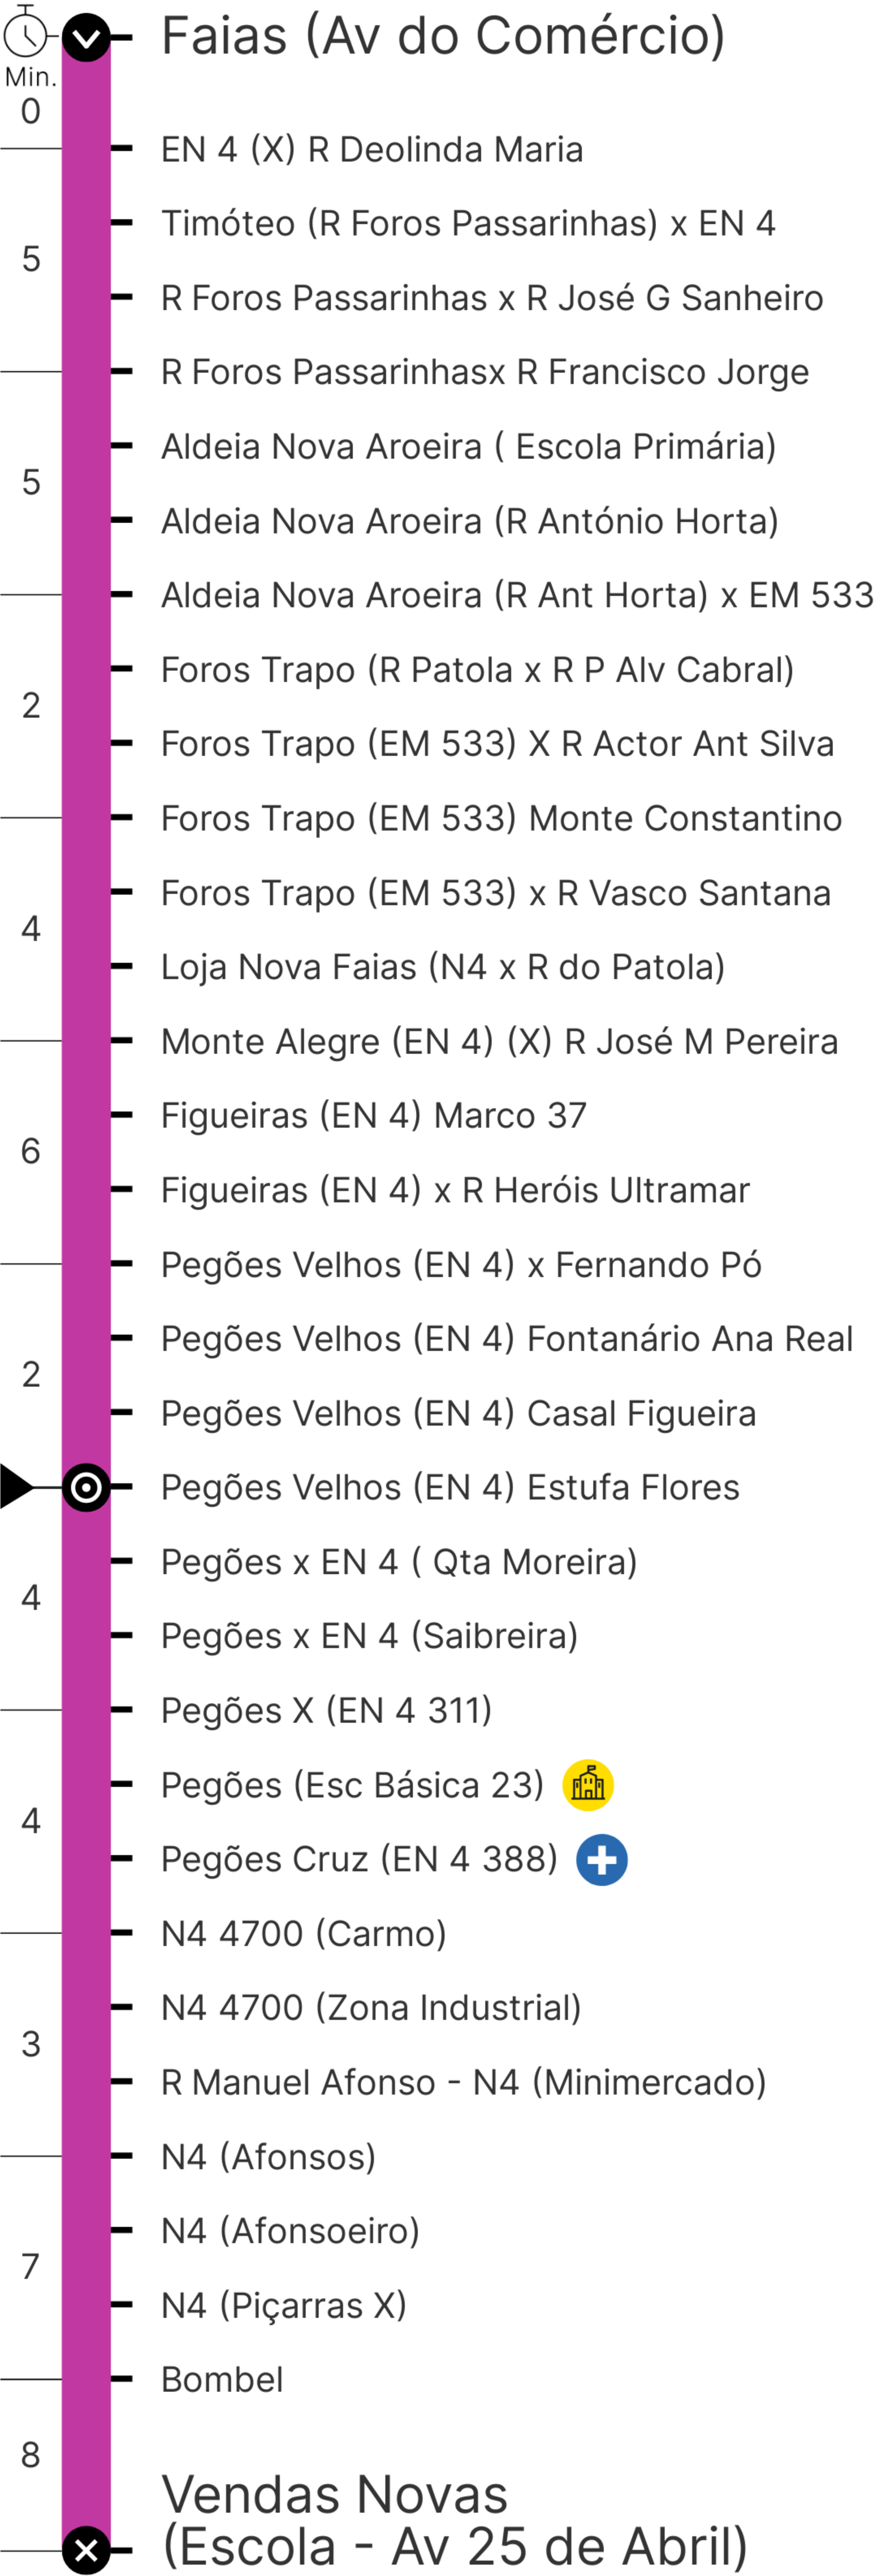 Faias (Av do Comércio)
Min.
0
EN 4 (X) R Deolinda Maria
Timóteo (R Foros Passarinhas) x EN 4
5
R Foros Passarinhas x R José G Sanheiro
R Foros Passarinhasx R Francisco Jorge
Aldeia Nova Aroeira ( Escola Primária)
5
Aldeia Nova Aroeira (R António Horta)
Aldeia Nova Aroeira (R Ant Horta) x EM 533
Foros Trapo (R Patola x R P Alv Cabral)
2
Foros Trapo (EM 533) X R Actor Ant Silva
Foros Trapo (EM 533) Monte Constantino
Foros Trapo (EM 533) x R Vasco Santana
4
Loja Nova Faias (N4 x R do Patola)
Monte Alegre (EN 4) (X) R José M Pereira
Figueiras (EN 4) Marco 37
6
Figueiras (EN 4) x R Heróis Ultramar
Pegões Velhos (EN 4) x Fernando Pó
Pegões Velhos (EN 4) Fontanário Ana Real
2
Pegões Velhos (EN 4) Casal Figueira
Pegões Velhos (EN 4) Estufa Flores
Pegões x EN 4 ( Qta Moreira)
4
Pegões x EN 4 (Saibreira)
Pegões X (EN 4 311)
Pegões (Esc Básica 23)
4
Pegões Cruz (EN 4 388)
N4 4700 (Carmo)
N4 4700 (Zona Industrial)
3
R Manuel Afonso - N4 (Minimercado)
N4 (Afonsos)
N4 (Afonsoeiro)
7
N4 (Piçarras X)
Bombel
8
Vendas Novas
(Escola - Av 25 de Abril)